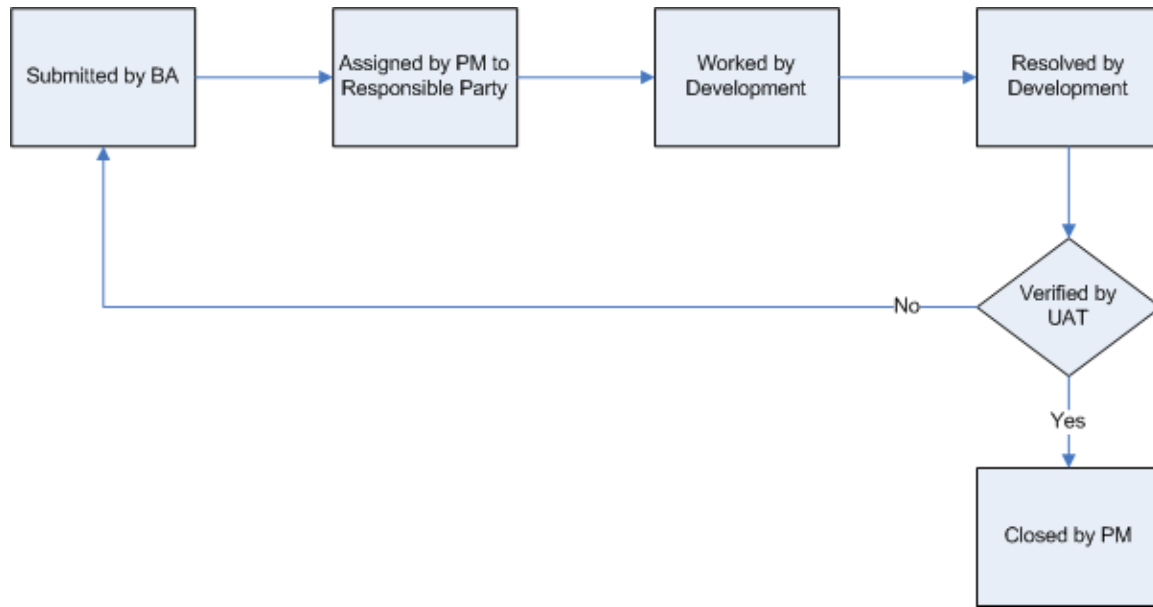 Submitted by BA
Assigned by PM to
Responsible Party
Worked by
Development
Resolved by
Development
Verified by
UAT
No
Yes
Closed by PM